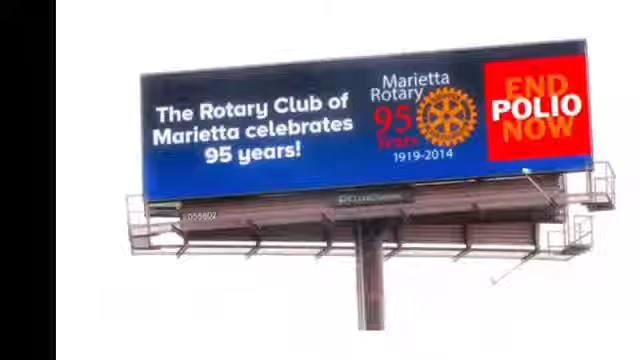 The Rotary Club of
Marietta celebrates
95 years!
Marietta
Rotary
95
Years
1919-2014
END
POLIO
NOW